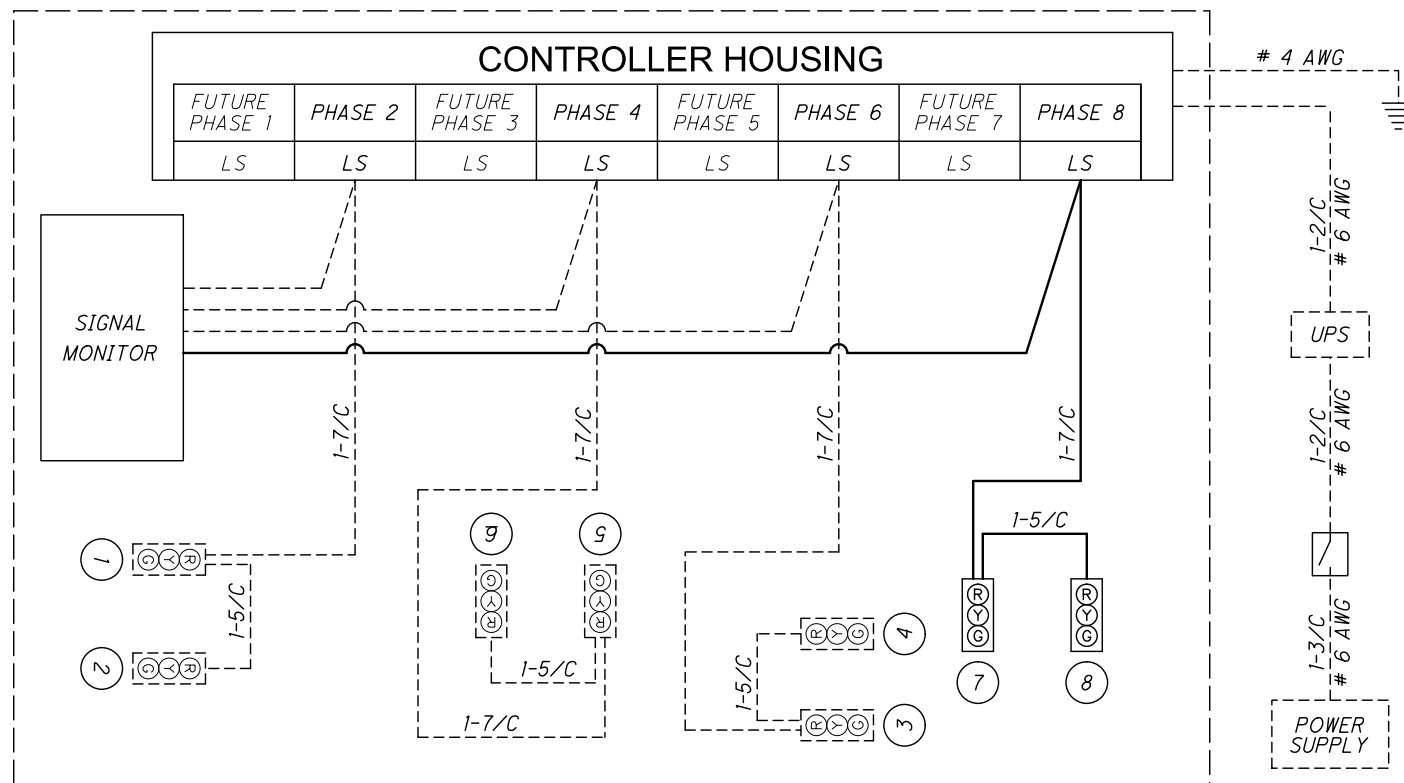 CONTROLLER HOUSING
# 4 AWG
FUTURE
PHASE 1
PHASE 2
FUTURE
PHASE 3
PHASE 4
FUTURE
PHASE 5
PHASE 6
FUTURE
PHASE 7
PHASE 8
LS
LS
LS
LS
LS
LS
LS
LS
1-2/C
# 6 AWG
SIGNAL
MONITOR
UPS
1-7/C
1-7/C
1-7/C
1-7/C
1-2/C
# 6 AWG
1
R Y G
1-5/C
2
R Y G
6
G Y R
5
G Y R
1-5/C
1-7/C
4
R Y G
1-5/C
3
R Y G
1-5/C
R
Y
G
7
R
Y
G
8
1-3/C
# 6 AWG
POWER
SUPPLY